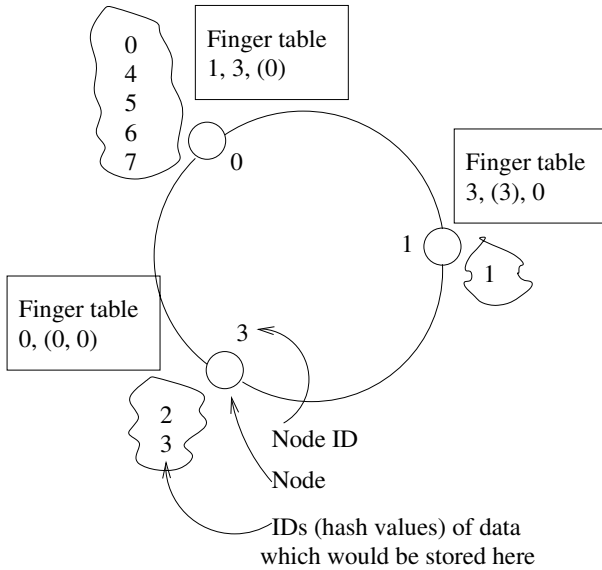 0
4
5
6
7
Finger table
1, 3, (0)
0
Finger table
3, (3), 0
1
1
Finger table
0, (0, 0)
3
2
3
Node ID
Node
IDs (hash values) of data
which would be stored here